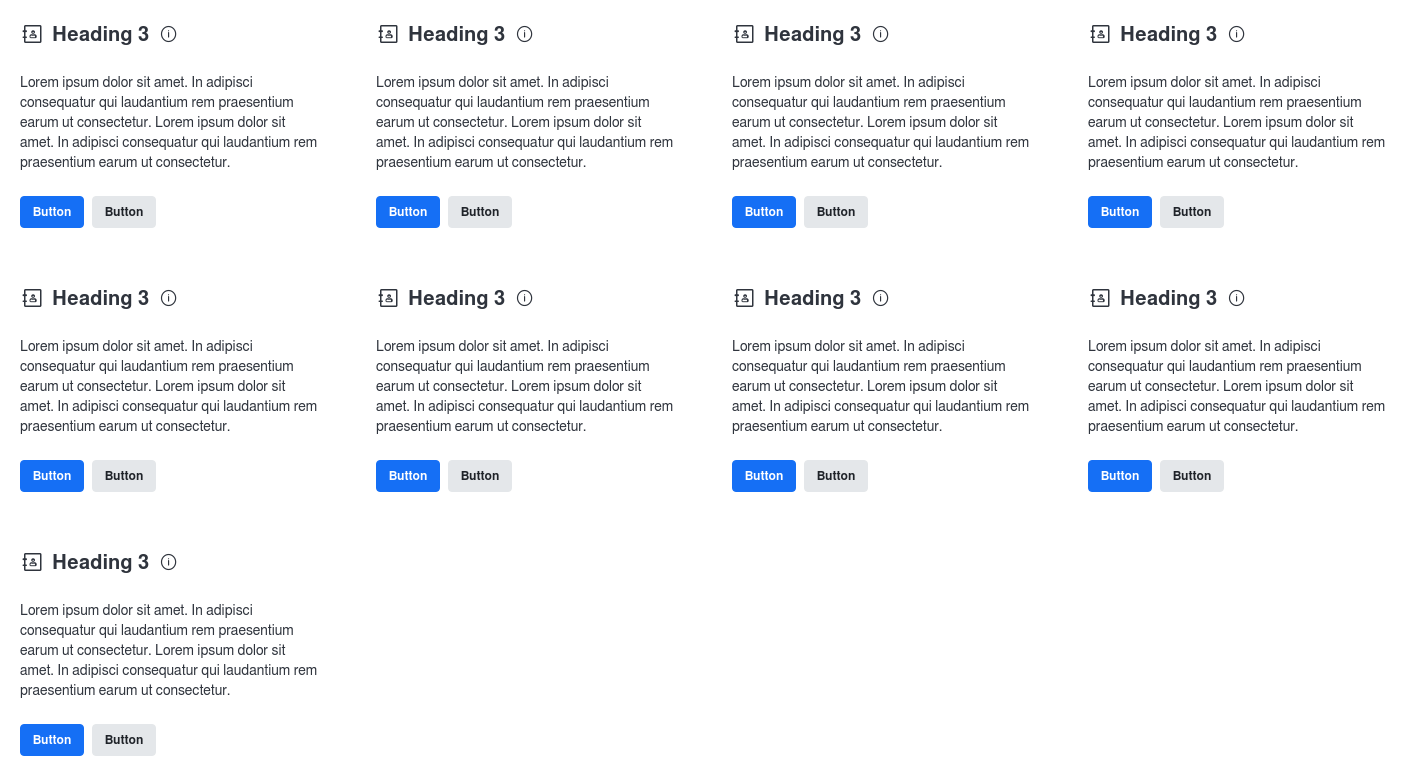 Heading 3
Lorem ipsum dolor sit amet. In adipisci
consequatur qui laudantium rem praesentium
earum ut consectetur. Lorem ipsum dolor sit
amet. In adipisci consequatur qui laudantium rem
praesentium earum ut consectetur.
Button Button
Heading 3
Lorem ipsum dolor sit amet. In adipisci
consequatur qui laudantium rem praesentium
earum ut consectetur. Lorem ipsum dolor sit
amet. In adipisci consequatur qui laudantium rem
praesentium earum ut consectetur.
Button Button
Heading 3
Lorem ipsum dolor sit amet. In adipisci
consequatur qui laudantium rem praesentium
earum ut consectetur. Lorem ipsum dolor sit
amet. In adipisci consequatur qui laudantium rem
praesentium earum ut consectetur.
Button Button
Heading 3
Lorem ipsum dolor sit amet. In adipisci
consequatur qui laudantium rem praesentium
earum ut consectetur. Lorem ipsum dolor sit
amet. In adipisci consequatur qui laudantium rem
praesentium earum ut consectetur.
Button Button
Heading 3
Lorem ipsum dolor sit amet. In adipisci
consequatur qui laudantium rem praesentium
earum ut consectetur. Lorem ipsum dolor sit
amet. In adipisci consequatur qui laudantium rem
praesentium earum ut consectetur.
Button Button
Heading 3
Lorem ipsum dolor sit amet. In adipisci
consequatur qui laudantium rem praesentium
earum ut consectetur. Lorem ipsum dolor sit
amet. In adipisci consequatur qui laudantium rem
praesentium earum ut consectetur.
Button Button
Heading 3
Lorem ipsum dolor sit amet. In adipisci
consequatur qui laudantium rem praesentium
earum ut consectetur. Lorem ipsum dolor sit
amet. In adipisci consequatur qui laudantium rem
praesentium earum ut consectetur.
Button Button
Heading 3
Lorem ipsum dolor sit amet. In adipisci
consequatur qui laudantium rem praesentium
earum ut consectetur. Lorem ipsum dolor sit
amet. In adipisci consequatur qui laudantium rem
praesentium earum ut consectetur.
Button Button
Heading 3
Lorem ipsum dolor sit amet. In adipisci
consequatur qui laudantium rem praesentium
earum ut consectetur. Lorem ipsum dolor sit
amet. In adipisci consequatur qui laudantium rem
praesentium earum ut consectetur.
Button Button